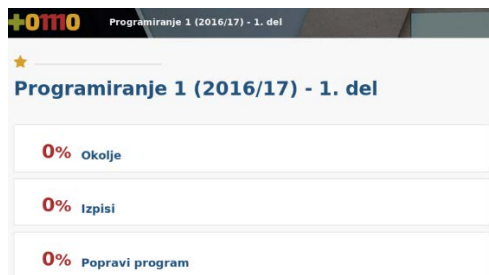 +OTTTO Programiranje 1 (2016/17) - 1. del
Programiranje 1 (2016/17) - 1. del
0% Okolje
0% Izpisi
0% Popravi program